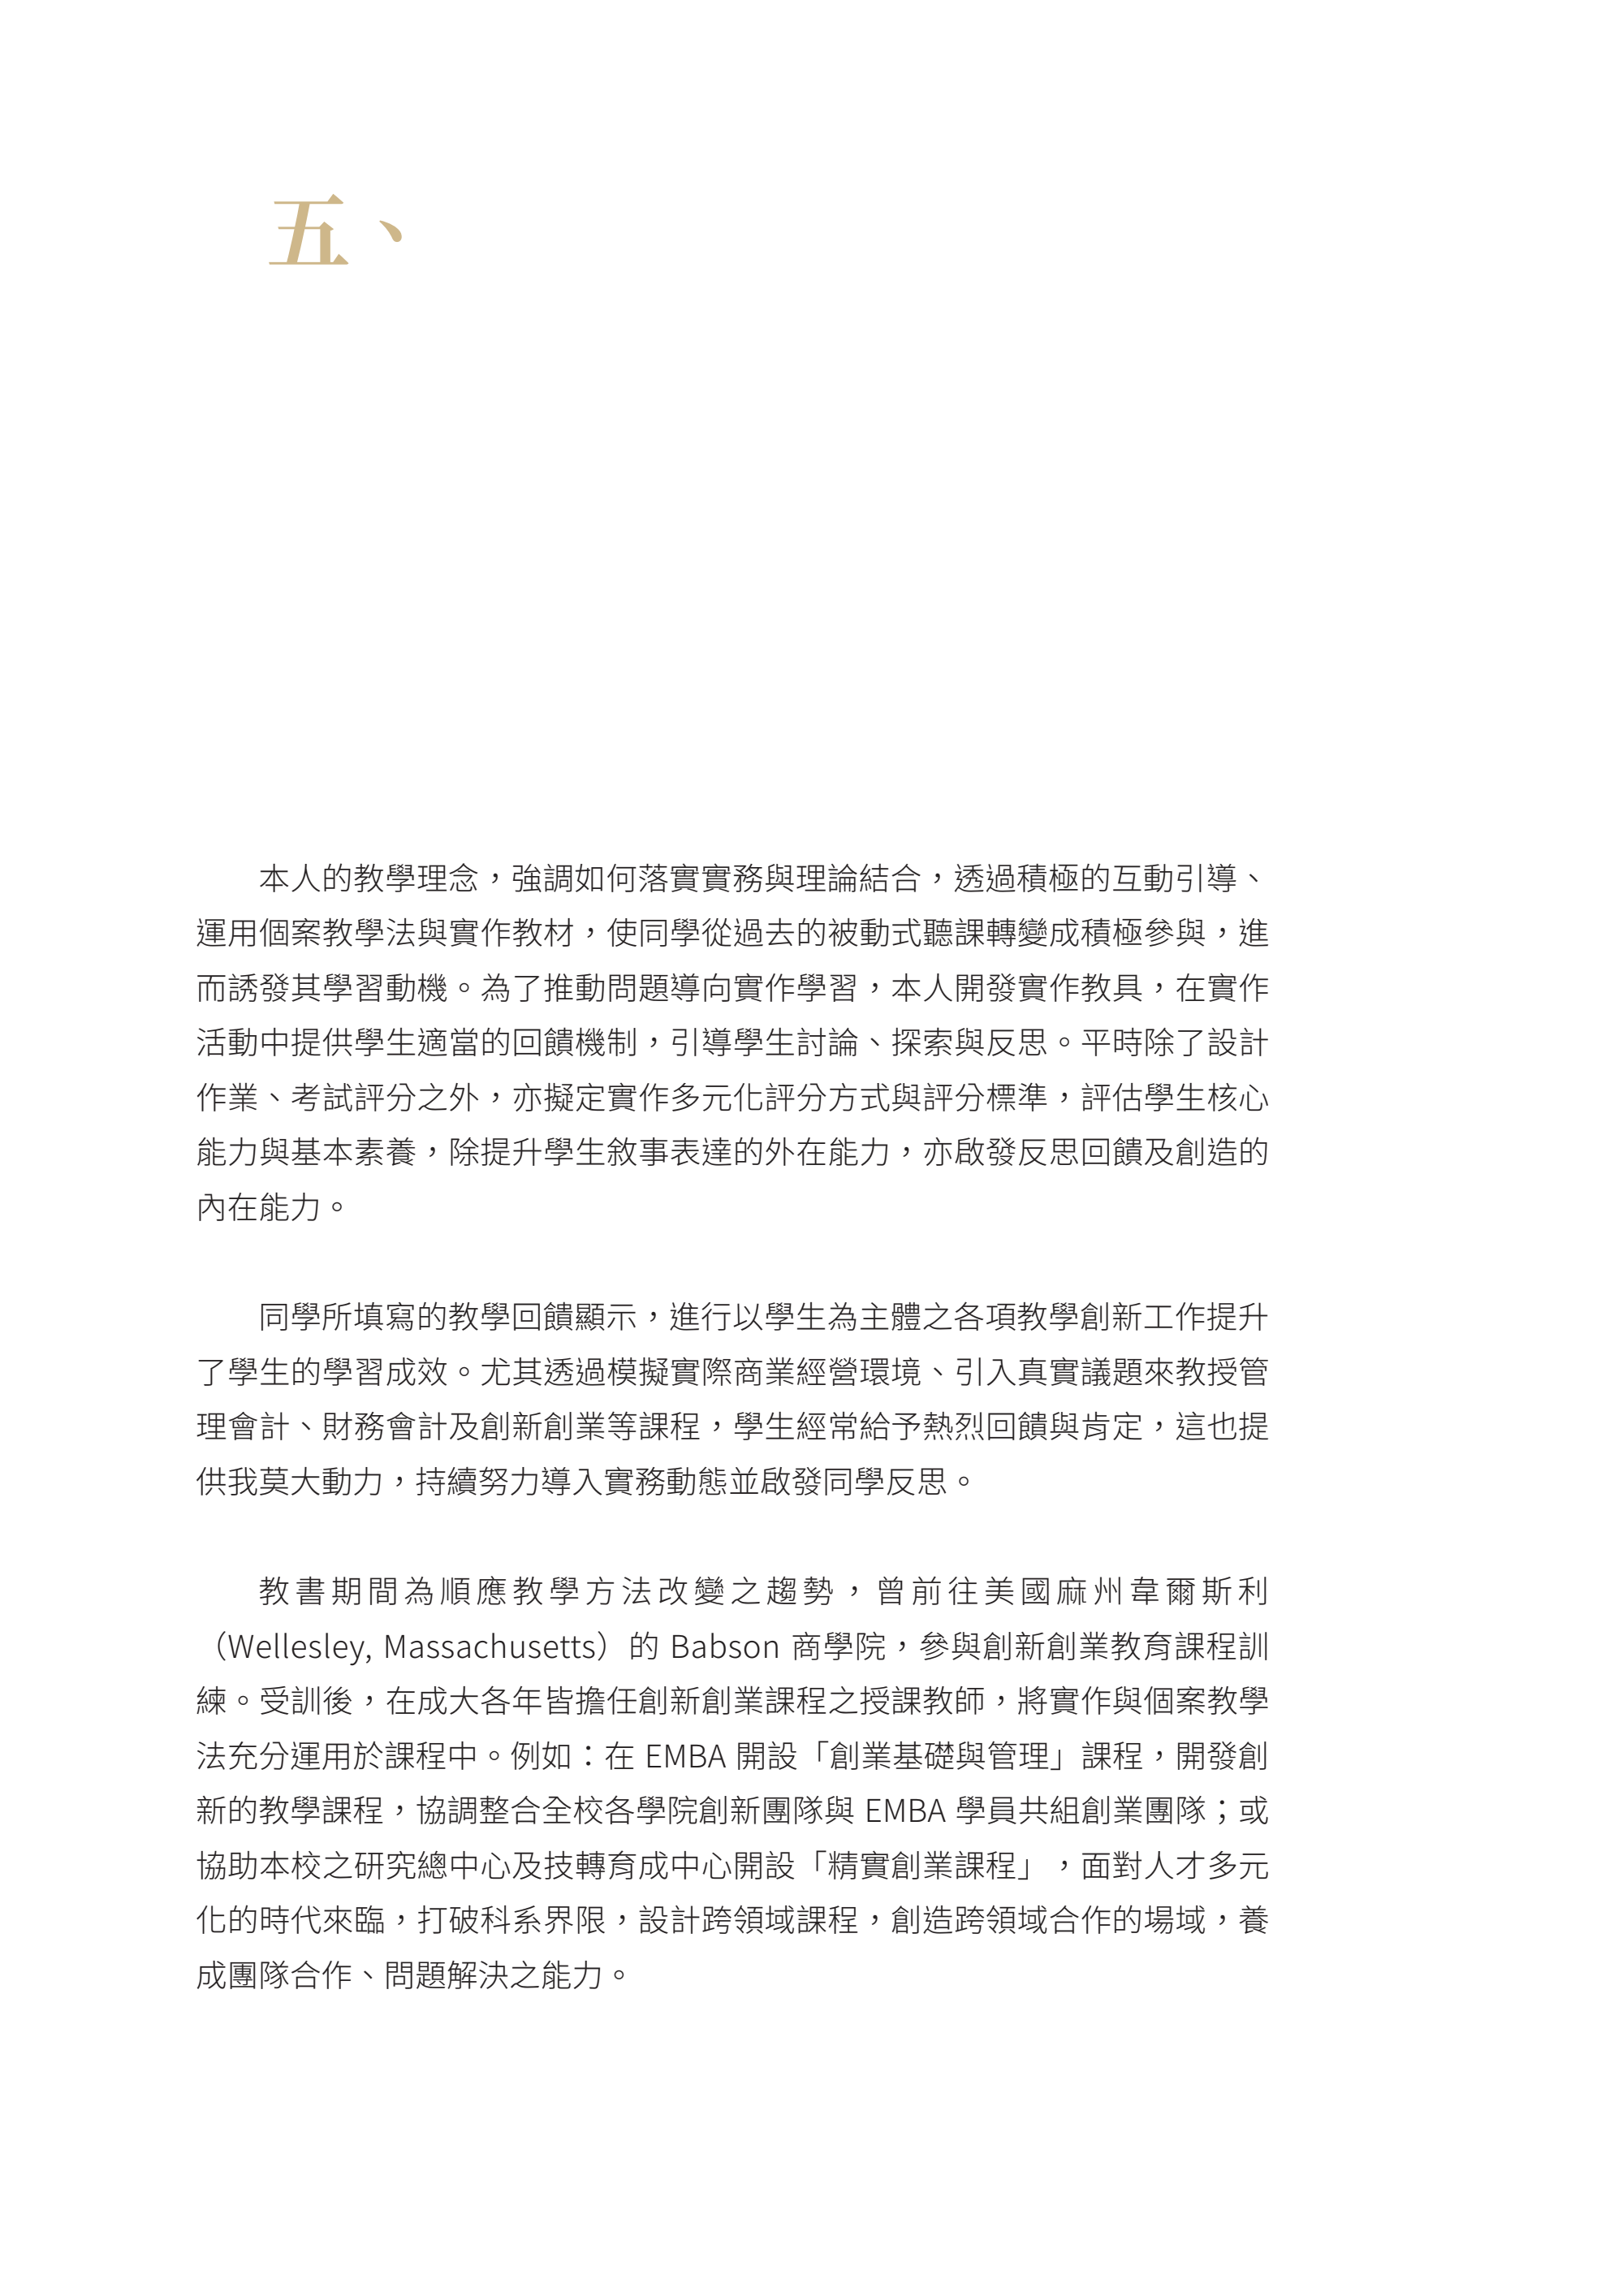 五、
本人的教學理念，強調如何落實實務與理論結合，透過積極的互動引導、
運用個案教學法與實作教材，使同學從過去的被動式聽課轉變成積極參與，進
而誘發其學習動機。為了推動問題導向實作學習，本人開發實作教具，在實作
活動中提供學生適當的回饋機制，引導學生討論、探索與反思。平時除了設計
作業、考試評分之外，亦擬定實作多元化評分方式與評分標準，評估學生核心
能力與基本素養，除提升學生敘事表達的外在能力，亦啟發反思回饋及創造的
內在能力。
同學所填寫的教學回饋顯示，進行以學生為主體之各項教學創新工作提升
了學生的學習成效。尤其透過模擬實際商業經營環境、引入真實議題來教授管
理會計、財務會計及創新創業等課程，學生經常給予熱烈回饋與肯定，這也提
供我莫大動力，持續努力導入實務動態並啟發同學反思。
教書期間為順應教學方法改變之趨勢，曾前往美國麻州韋爾斯利
（Wellesley, Massachusetts）的 Babson 商學院，參與創新創業教育課程訓
練。受訓後，在成大各年皆擔任創新創業課程之授課教師，將實作與個案教學
法充分運用於課程中。例如：在 EMBA 開設「創業基礎與管理」課程，開發創
新的教學課程，協調整合全校各學院創新團隊與 EMBA 學員共組創業團隊；或
協助本校之研究總中心及技轉育成中心開設「精實創業課程」，面對人才多元
化的時代來臨，打破科系界限，設計跨領域課程，創造跨領域合作的場域，養
成團隊合作、問題解決之能力。